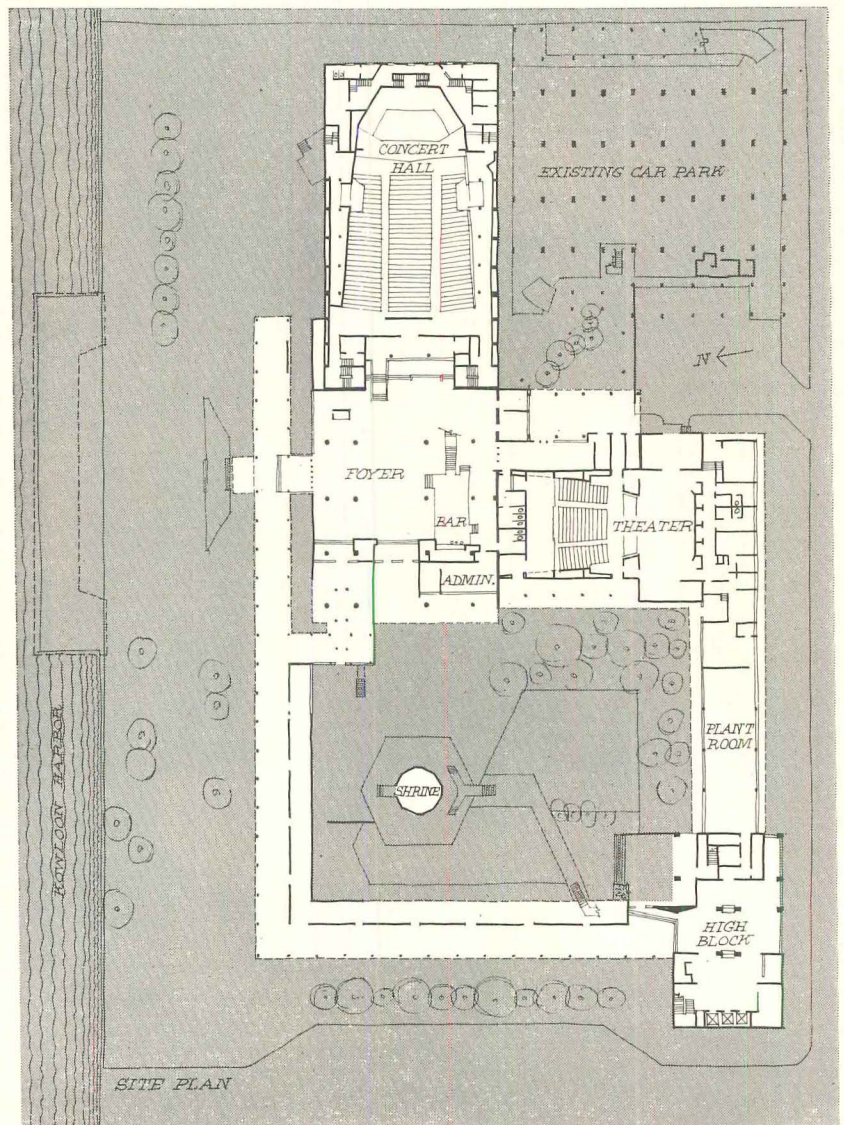 CONCERT
HALL
EXISTING CAR PARK
N
FOYER
BAR
THEATER
ADMIN.
PLANT
ROOM
KOWLOON HARBOR
SHRINE
HIGH
BLOCK
SITE PLAN